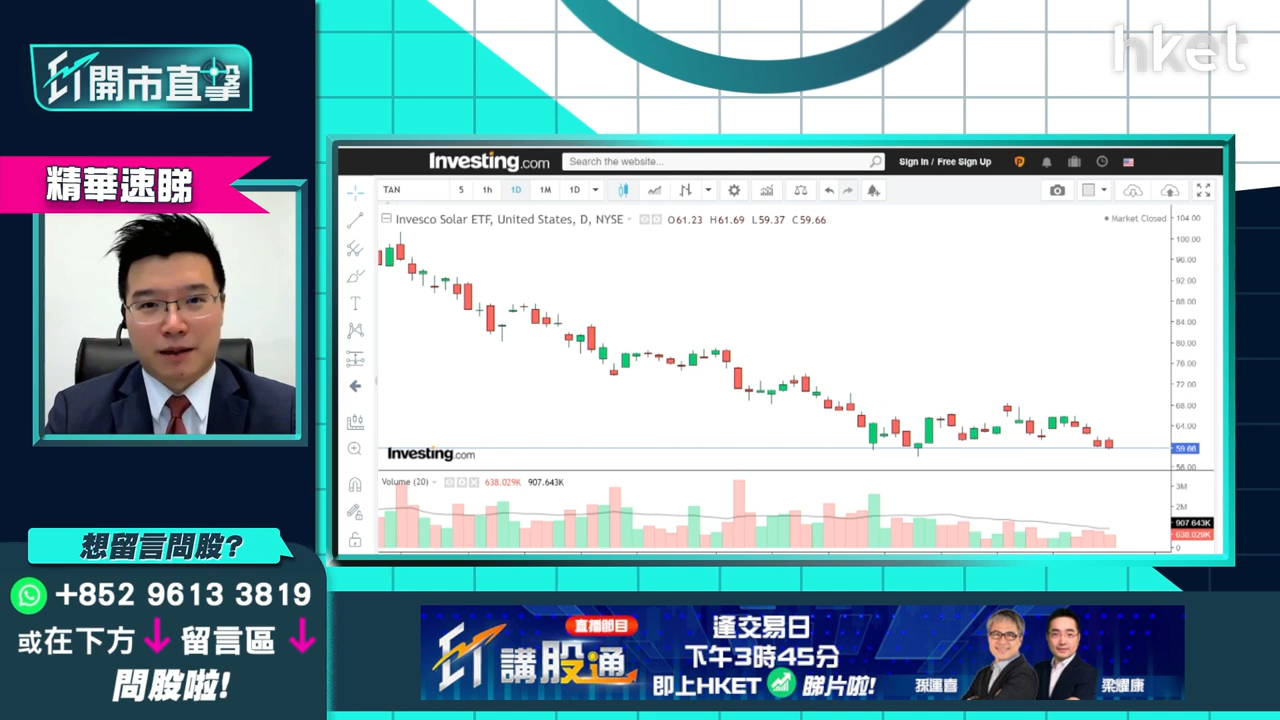 ET開市直擊
hket
精華速睇
Investing.com
Search the website...
Sign In / Free Sign Up
TAN
5
1h
1D
1M
1D
Invesco Solar ETF, United States, D, NYSE
O61.23 H61.69 L59.37 C59.66
Market Closed
104.00
100.00
96.00
92.00
88.00
84.00
80.00
76.00
72.00
68.00
64.00
59.66
56.00
Investing.com
Volume (20)
638.029K
907.643K
3M
2M
907.643K
638.029K
0
想留言問股?
+852 9613 3819
或在下方 留言區
問股啦!
ET講股通
直播節目
逢交易日
下午3時45分
即上HKET 睇片啦!
孫運喜
梁耀康